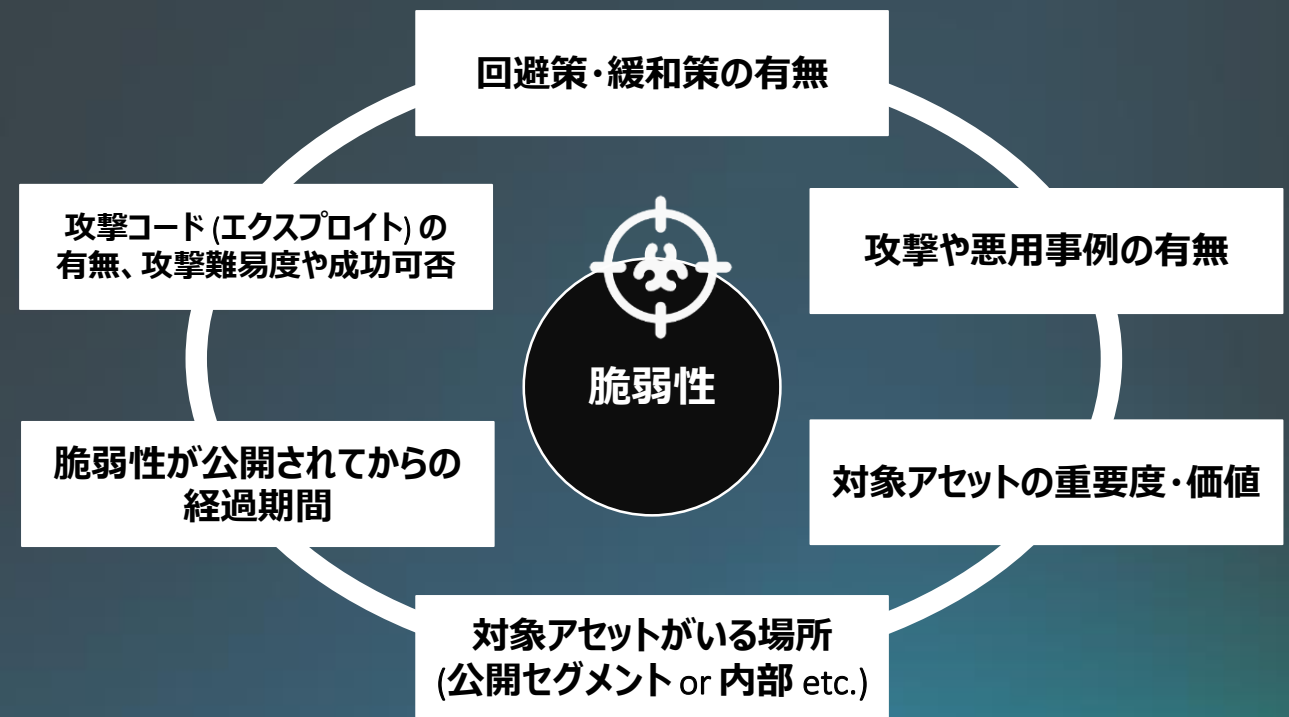 回避策・緩和策の有無
攻撃コード (エクスプロイト) の
有無、攻撃難易度や成功可否
攻撃や悪用事例の有無
脆弱性
脆弱性が公開されてからの
経過期間
対象アセットの重要度・価値
対象アセットがいる場所
(公開セグメント or 内部 etc.)